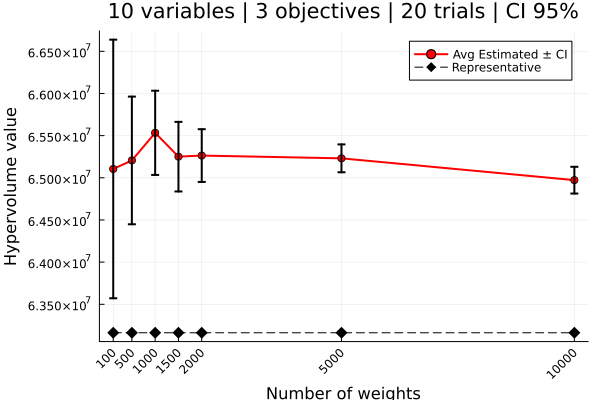 10 variables | 3 objectives | 20 trials | CI 95%
Avg Estimated ± CI
Representative
Hypervolume value
6.650×10⁷
6.600×10⁷
6.550×10⁷
6.500×10⁷
6.450×10⁷
6.400×10⁷
6.350×10⁷
100 500 1000 1500 2000 5000 10000
Number of weights